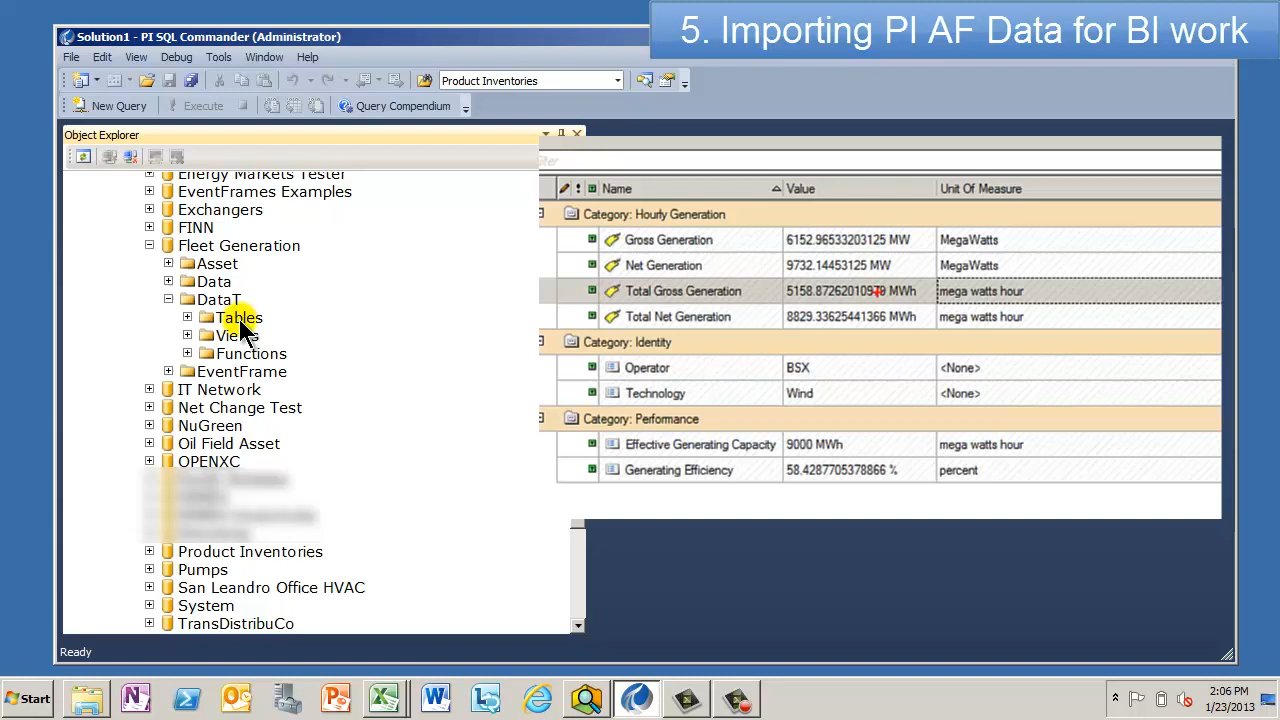 5. Importing PI AF Data for BI work
Solution1 - PI SQL Commander (Administrator)
File Edit View Debug Tools Window Help
Product Inventories
New Query Execute Query Compendium
Object Explorer
Energy Markets Tester
EventFrames Examples
Exchangers
FINN
Fleet Generation
Asset
Data
DataT
Tables
Views
Functions
EventFrame
IT Network
Net Change Test
NuGreen
Oil Field Asset
OPENXC
Product Inventories
Pumps
San Leandro Office HVAC
System
TransDistribuCo
Name Value Unit Of Measure
Category: Hourly Generation
Gross Generation 6152.96533203125 MW MegaWatts
Net Generation 9732.14453125 MW MegaWatts
Total Gross Generation MWh mega watts hour
Total Net Generation 8829.33625441366 MWh mega watts hour
Category: Identity
Operator BSX <None>
Technology Wind <None>
Category: Performance
Effective Generating Capacity 9000 MWh mega watts hour
Generating Efficiency 58.4287705378866 % percent
Ready
Start
2:06 PM
1/23/2013